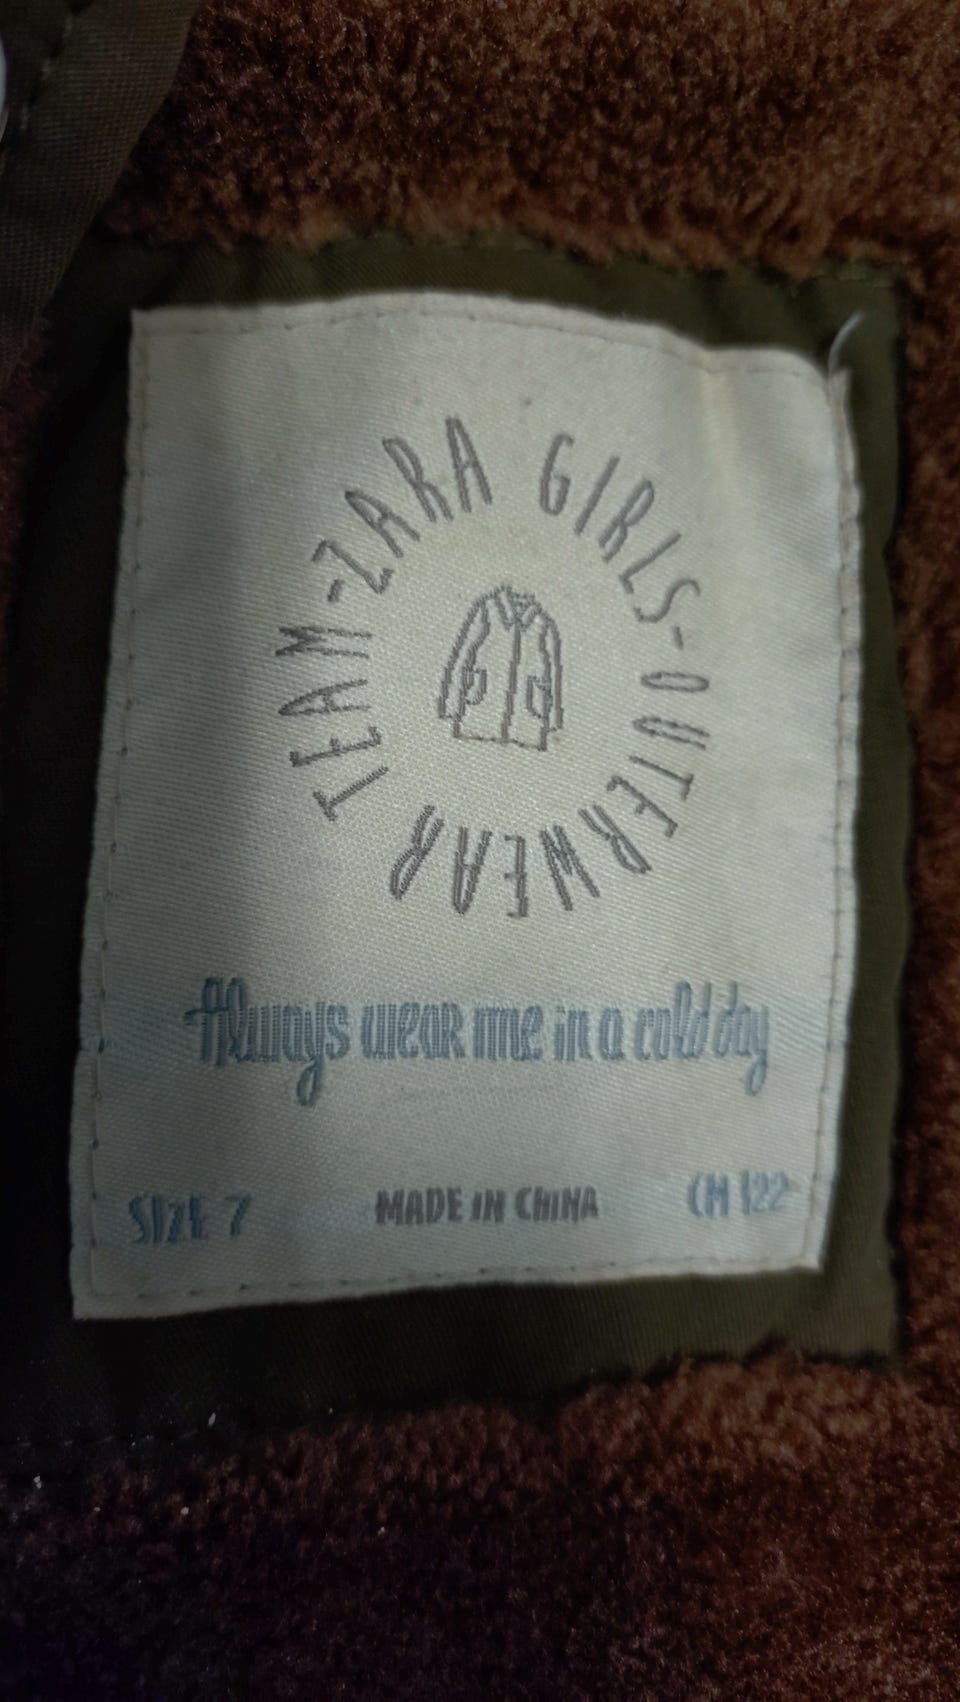 TEAM-ZARA GIRLS-OUTERWEAR
Always wear me in a cold day
SIZE 7 MADE IN CHINA CM 122